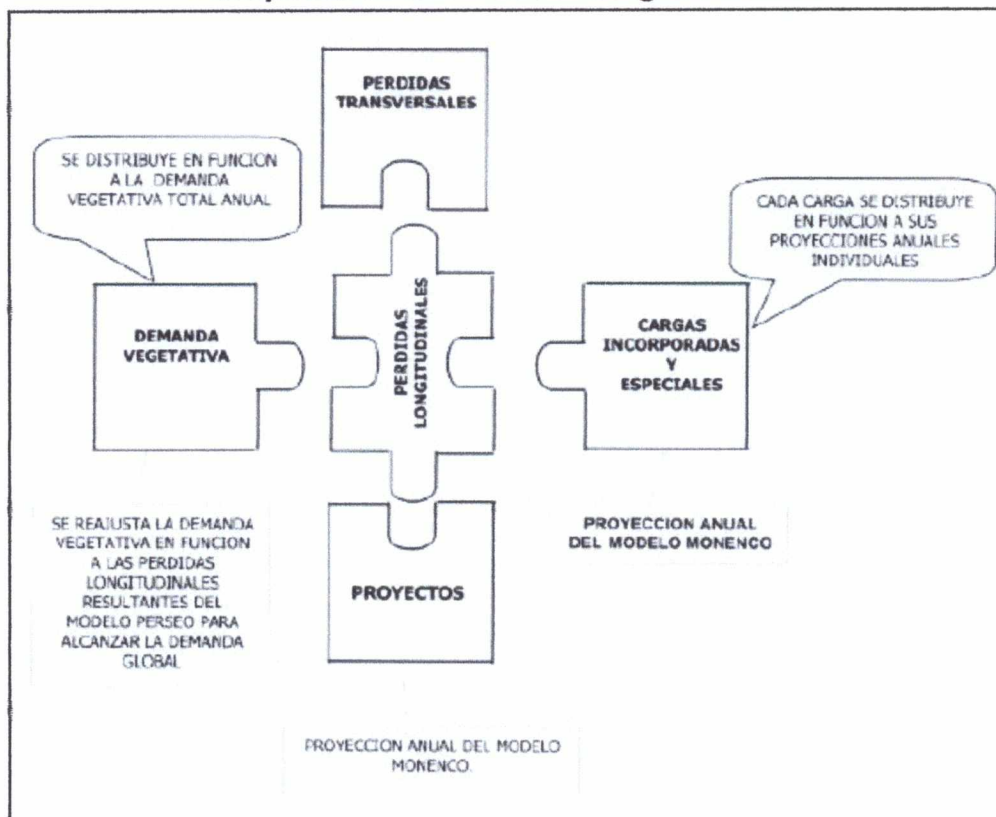 PERDIDAS
TRANSVERSALES
SE DISTRIBUYE EN FUNCION
A LA DEMANDA
VEGETATIVA TOTAL ANUAL
CADA CARGA SE DISTRIBUYE
EN FUNCION A SUS
PROYECCIONES ANUALES
INDIVIDUALES
DEMANDA
VEGETATIVA
PERDIDAS
LONGITUDINALES
CARGAS
INCORPORADAS
Y
ESPECIALES
SE REAJUSTA LA DEMANDA
VEGETATIVA EN FUNCION
A LAS PERDIDAS
LONGITUDINALES
RESULTANTES DEL
MODELO PERSEO PARA
ALCANZAR LA DEMANDA
GLOBAL
PROYECCION ANUAL
DEL MODELO MONENCO
PROYECTOS
PROYECCION ANUAL DEL MODELO
MONENCO.